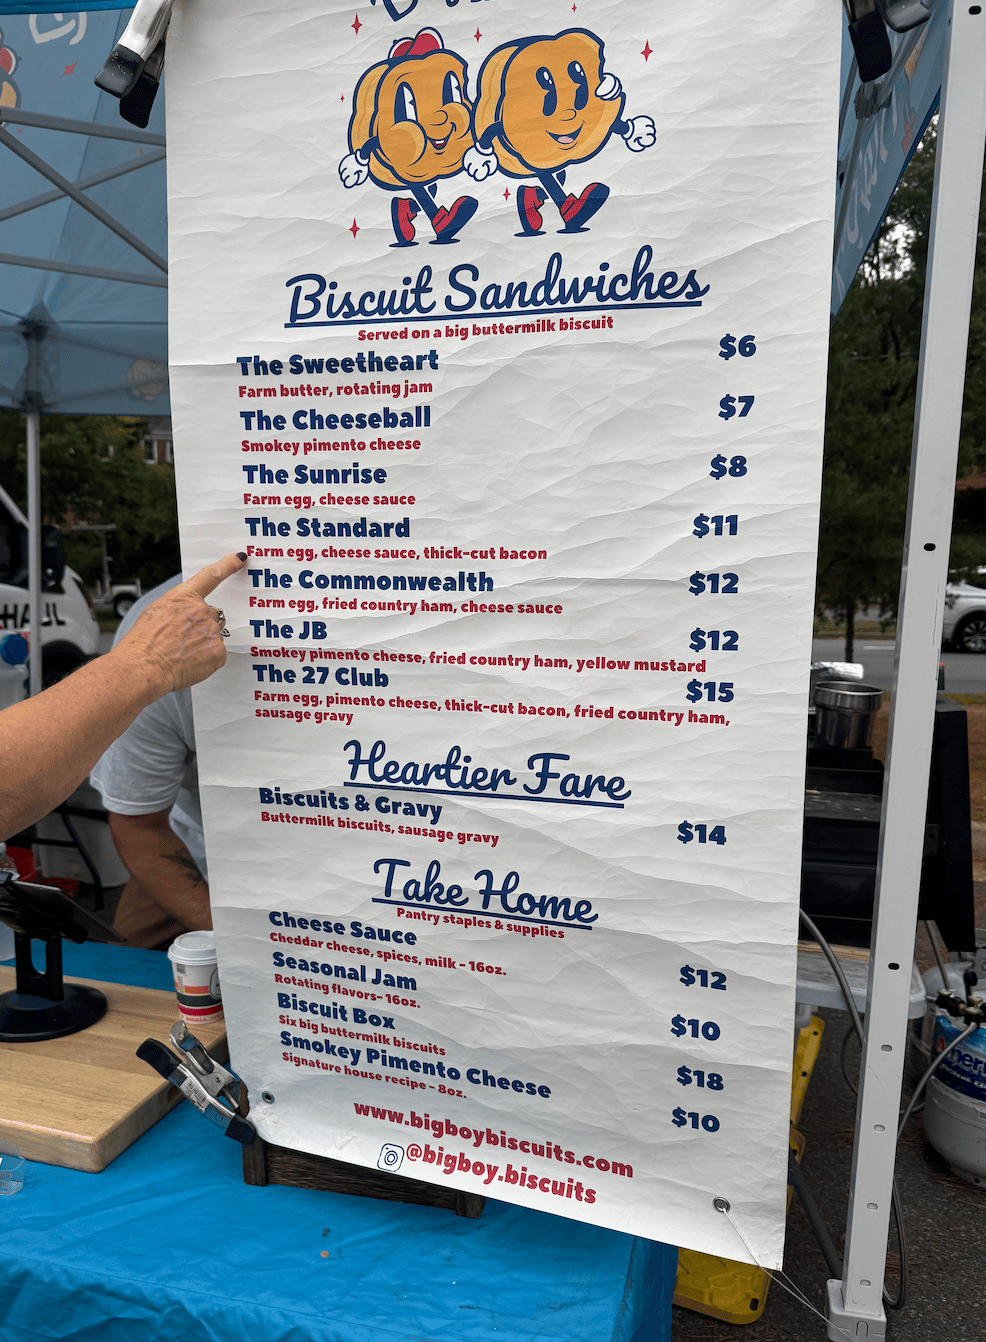 Biscuit Sandwiches
Served on a big buttermilk biscuit
The Sweetheart $6
Farm butter, rotating jam
The Cheeseball $7
Smokey pimento cheese
The Sunrise $8
Farm egg, cheese sauce
The Standard $11
Farm egg, cheese sauce, thick-cut bacon
The Commonwealth $12
Farm egg, fried country ham, cheese sauce
The JB $12
Smokey pimento cheese, fried country ham, yellow mustard
The 27 Club $15
Farm egg, pimento cheese, thick-cut bacon, fried country ham,
sausage gravy
Heartier Fare
Biscuits & Gravy $14
Buttermilk biscuits, sausage gravy
Take Home
Pantry staples & supplies
Cheese Sauce $12
Cheddar cheese, spices, milk - 16oz.
Seasonal Jam $10
Rotating flavors- 16oz.
Biscuit Box $18
Six big buttermilk biscuits
Smokey Pimento Cheese $10
Signature house recipe - 8oz.
www.bigboybiscuits.com
@bigboy.biscuits
HAUL
SMALL